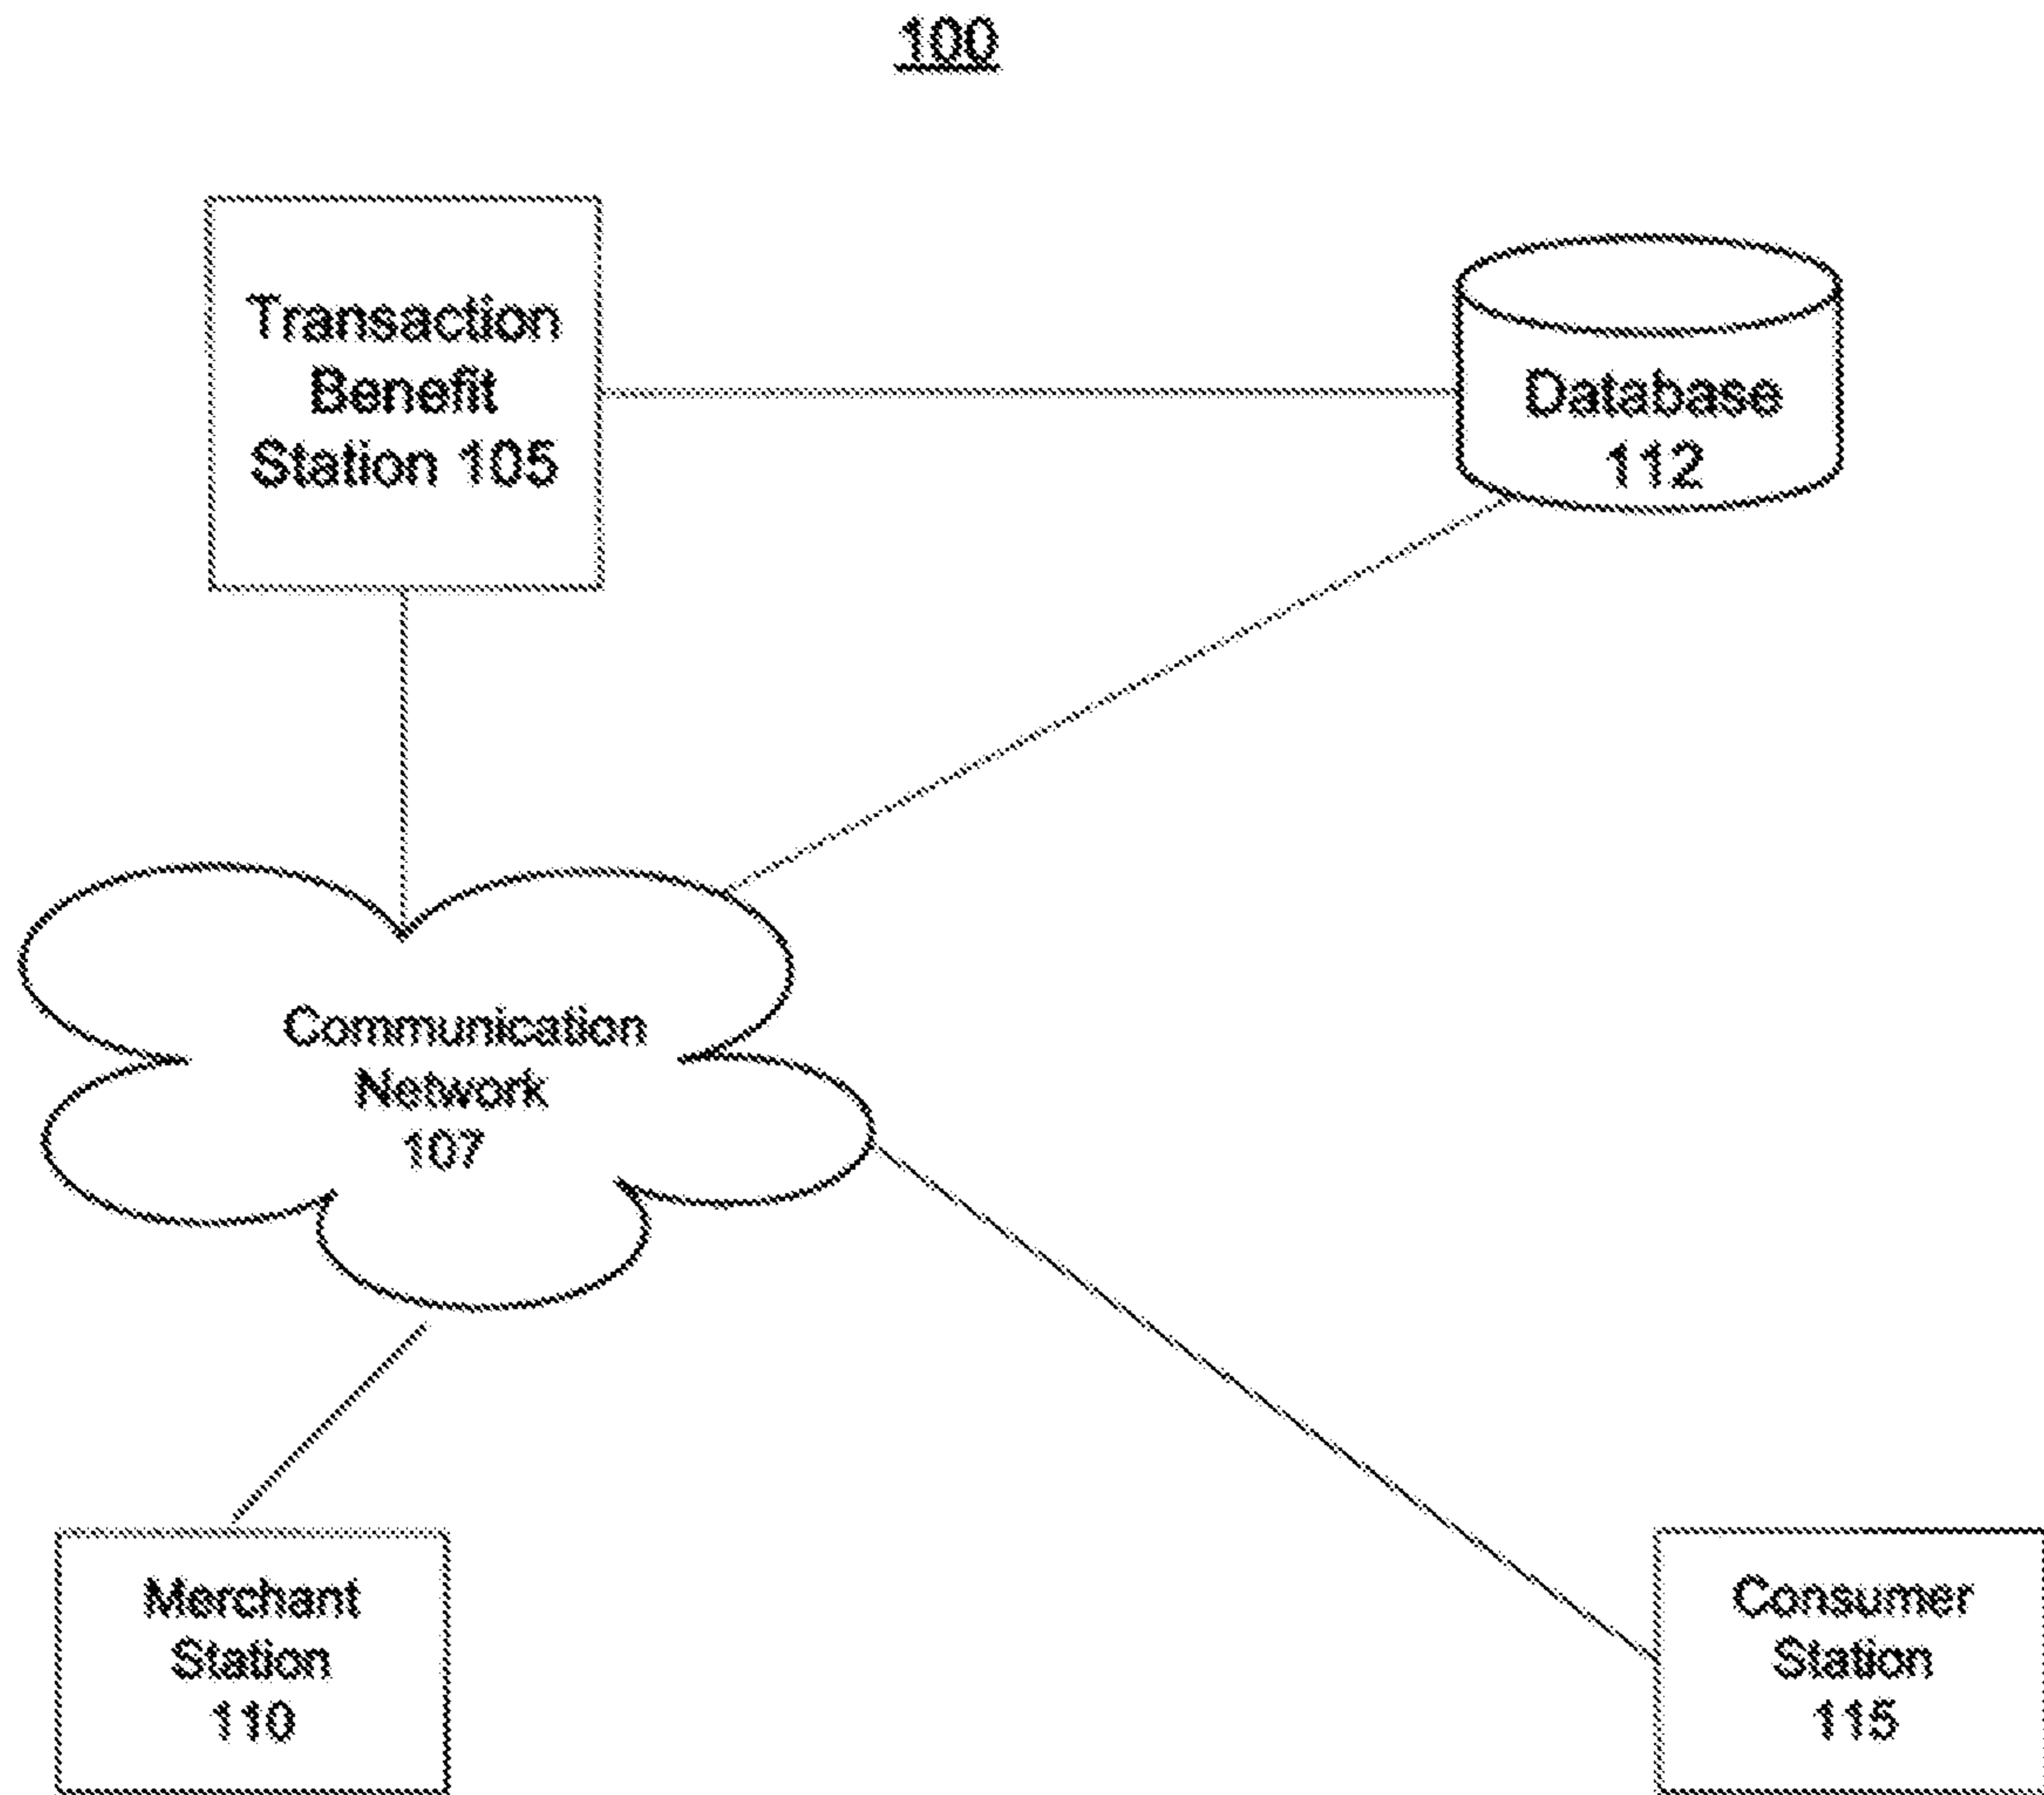 100
Transaction
Benefit
Station 105
Database
112
Communication
Network
107
Merchant
Station
110
Consumer
Station
115